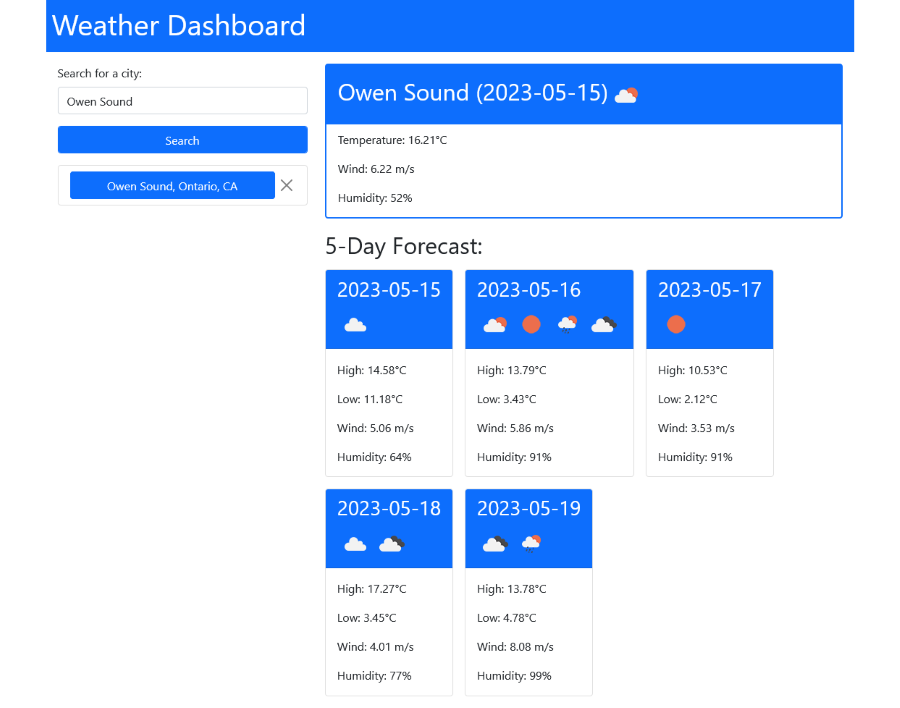 Weather Dashboard
Search for a city:
Owen Sound
Search
Owen Sound, Ontario, CA
Owen Sound (2023-05-15)
Temperature: 16.21°C
Wind: 6.22 m/s
Humidity: 52%
5-Day Forecast:
2023-05-15
High: 14.58°C
Low: 11.18°C
Wind: 5.06 m/s
Humidity: 64%
2023-05-16
High: 13.79°C
Low: 3.43°C
Wind: 5.86 m/s
Humidity: 91%
2023-05-17
High: 10.53°C
Low: 2.12°C
Wind: 3.53 m/s
Humidity: 91%
2023-05-18
High: 17.27°C
Low: 3.45°C
Wind: 4.01 m/s
Humidity: 77%
2023-05-19
High: 13.78°C
Low: 4.78°C
Wind: 8.08 m/s
Humidity: 99%